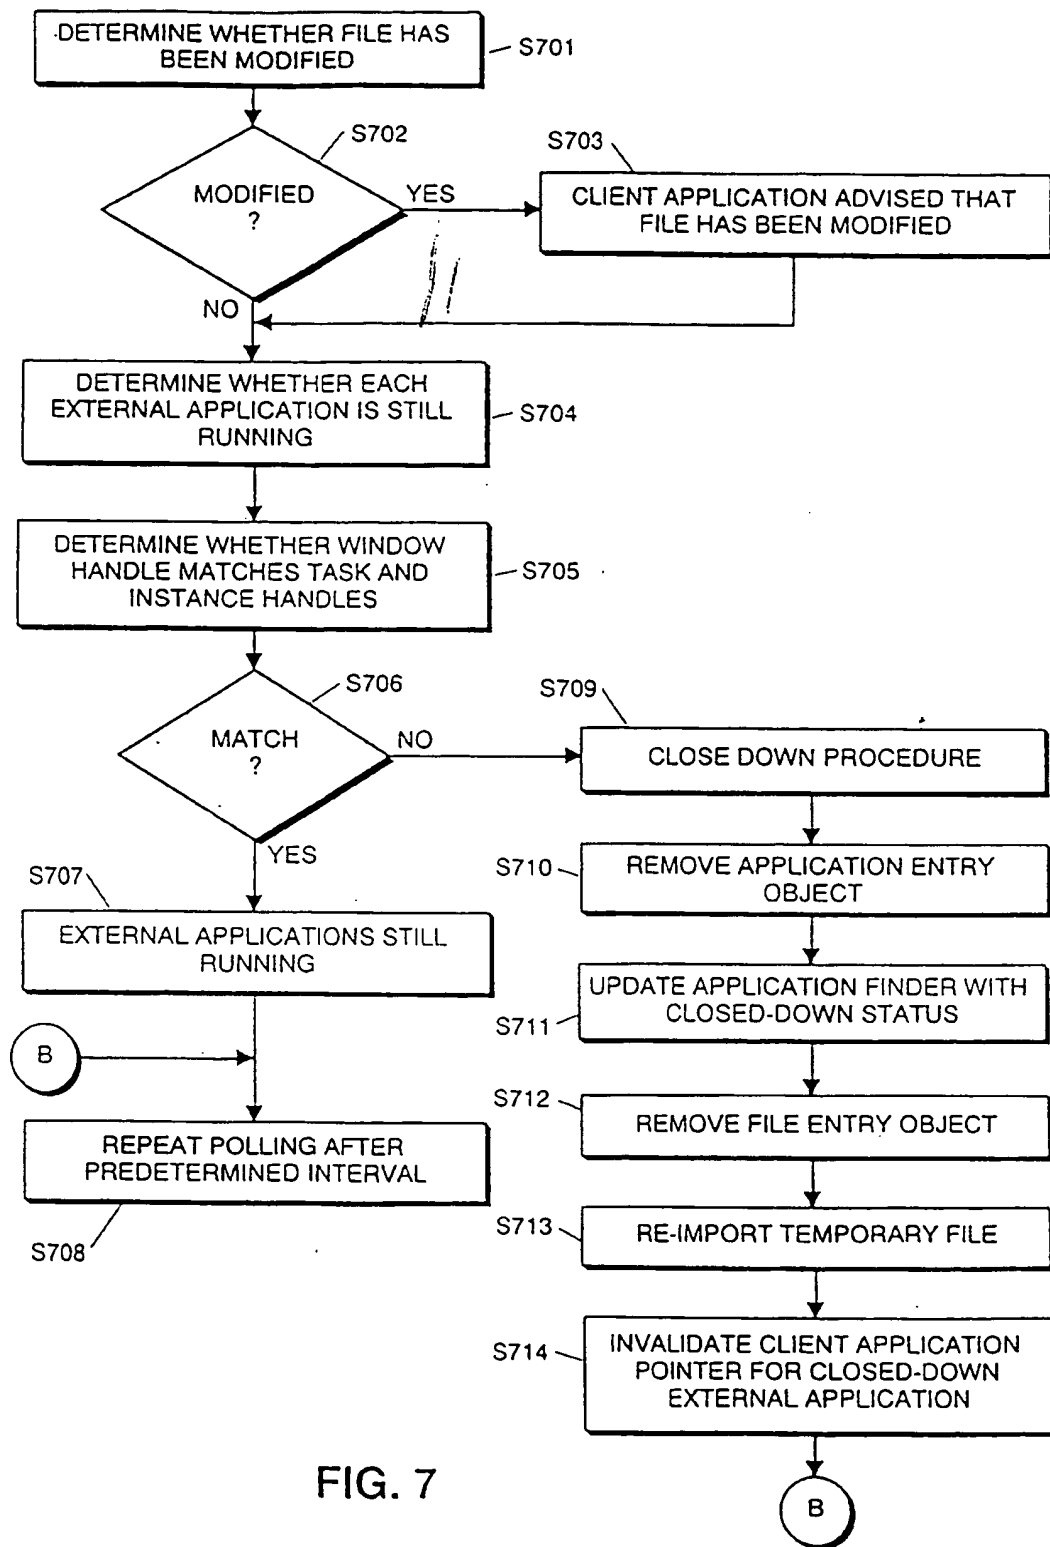 DETERMINE WHETHER FILE HAS
BEEN MODIFIED
S701
S702
MODIFIED
?
YES
NO
S703
CLIENT APPLICATION ADVISED THAT
FILE HAS BEEN MODIFIED
DETERMINE WHETHER EACH
EXTERNAL APPLICATION IS STILL
RUNNING
S704
DETERMINE WHETHER WINDOW
HANDLE MATCHES TASK AND
INSTANCE HANDLES
S705
S706
MATCH
?
NO
YES
S707
EXTERNAL APPLICATIONS STILL
RUNNING
B
REPEAT POLLING AFTER
PREDETERMINED INTERVAL
S708
S709
CLOSE DOWN PROCEDURE
S710
REMOVE APPLICATION ENTRY
OBJECT
UPDATE APPLICATION FINDER WITH
CLOSED-DOWN STATUS
S711
S712
REMOVE FILE ENTRY OBJECT
S713
RE-IMPORT TEMPORARY FILE
S714
INVALIDATE CLIENT APPLICATION
POINTER FOR CLOSED-DOWN
EXTERNAL APPLICATION
B
FIG. 7